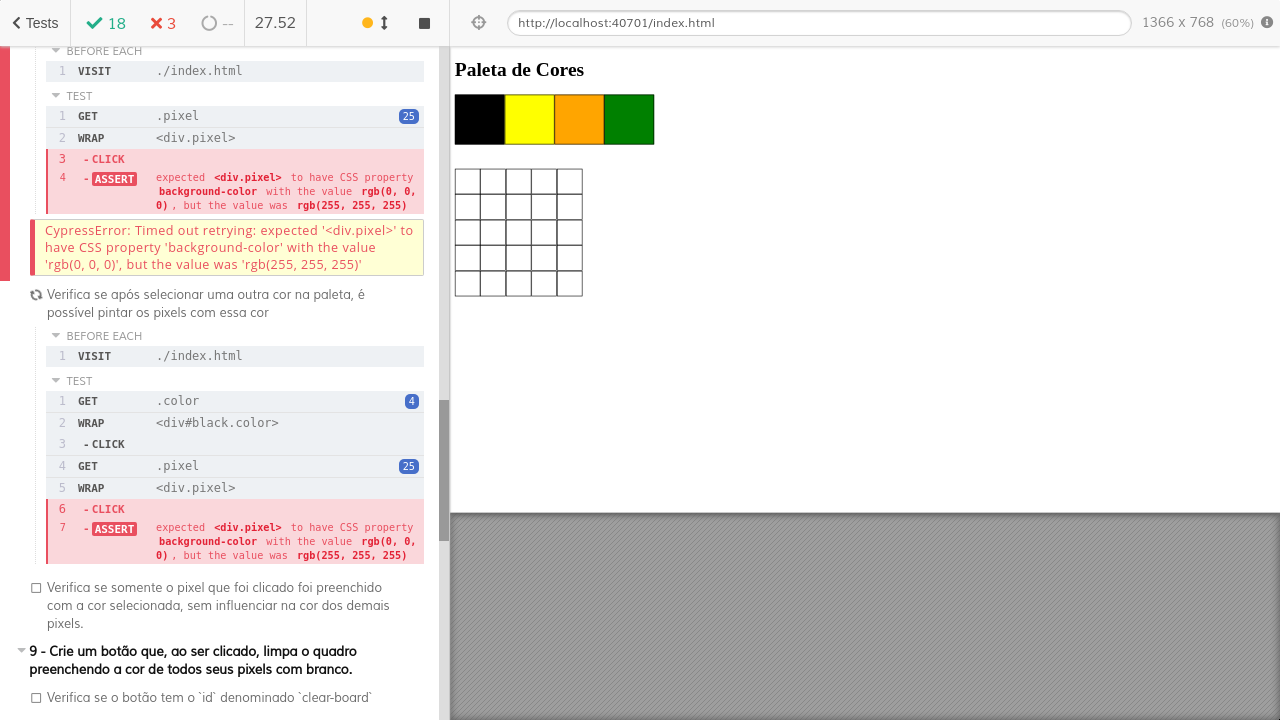 Tests 18 3 -- 27.52 http://localhost:40701/index.html 1366 x 768 (60%)
BEFORE EACH
1 VISIT ./index.html
TEST
1 GET .pixel 25
2 WRAP <div.pixel>
3 - CLICK
4 - ASSERT expected <div.pixel> to have CSS property
background-color with the value rgb(0, 0,
0) , but the value was rgb(255, 255, 255)
CypressError: Timed out retrying: expected '<div.pixel>' to
have CSS property 'background-color' with the value
'rgb(0, 0, 0)', but the value was 'rgb(255, 255, 255)'
Verifica se após selecionar uma outra cor na paleta, é
possível pintar os pixels com essa cor
BEFORE EACH
1 VISIT ./index.html
TEST
1 GET .color 4
2 WRAP <div#black.color>
3 - CLICK
4 GET .pixel 25
5 WRAP <div.pixel>
6 - CLICK
7 - ASSERT expected <div.pixel> to have CSS property
background-color with the value rgb(0, 0,
0) , but the value was rgb(255, 255, 255)
Verifica se somente o pixel que foi clicado foi preenchido
com a cor selecionada, sem influenciar na cor dos demais
pixels.
9 - Crie um botão que, ao ser clicado, limpa o quadro
preenchendo a cor de todos seus pixels com branco.
Verifica se o botão tem o `id` denominado `clear-board`
Paleta de Cores